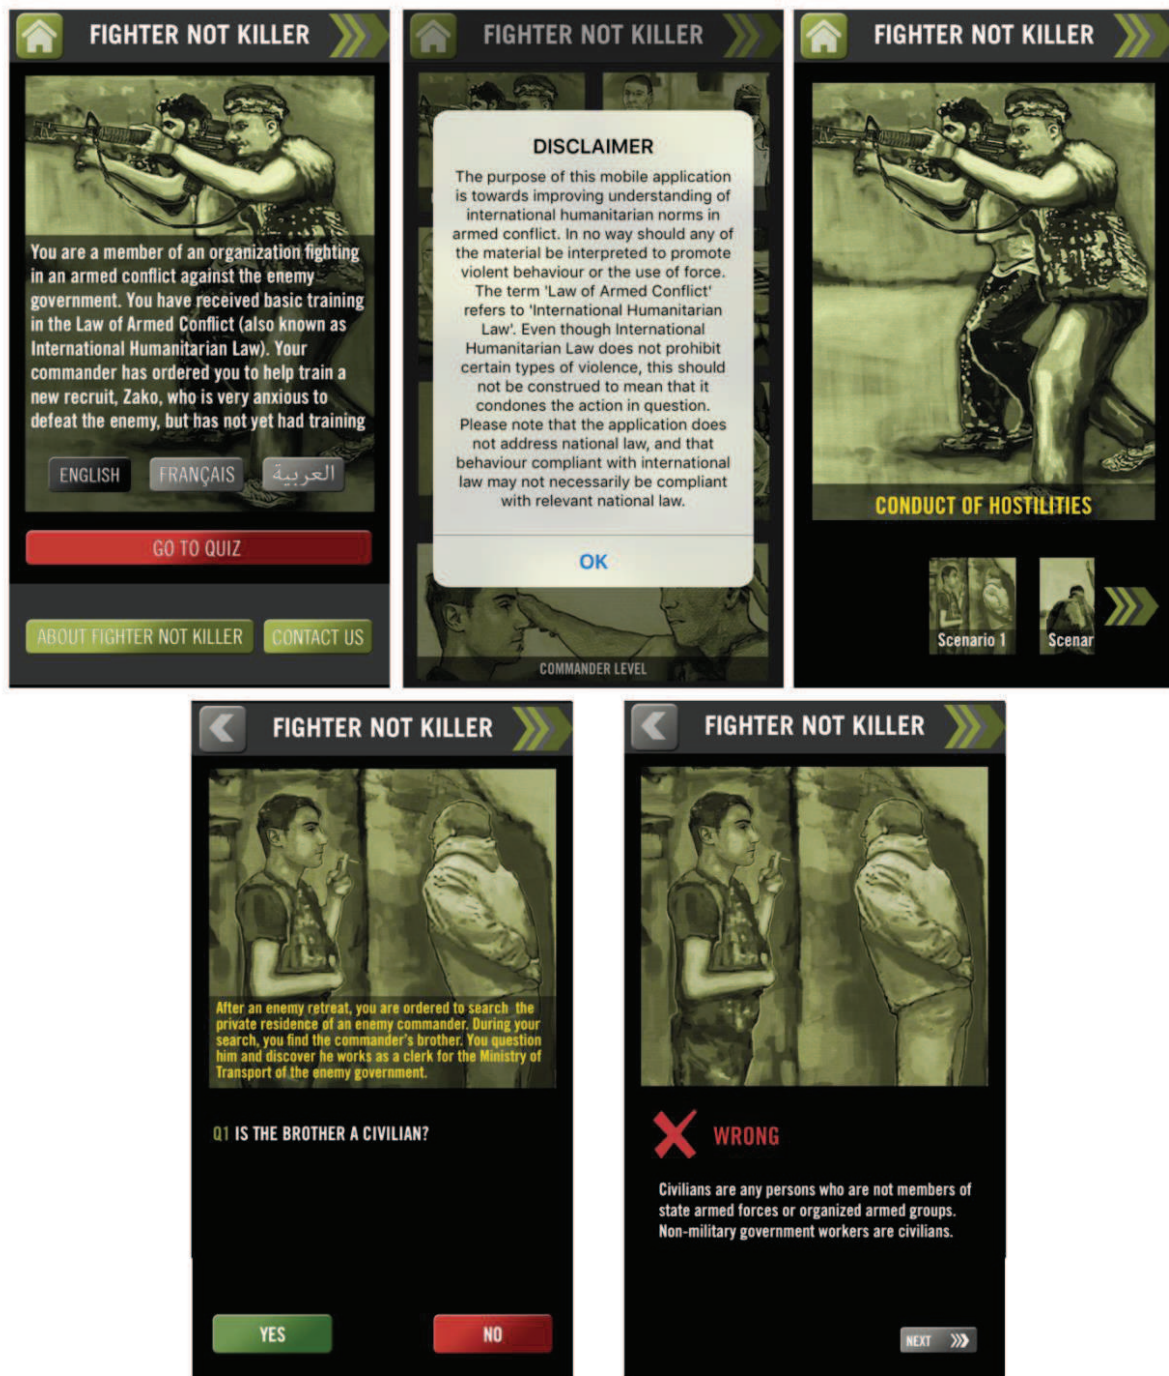 FIGHTER NOT KILLER
You are a member of an organization fighting
in an armed conflict against the enemy
government. You have received basic training
in the Law of Armed Conflict (also known as
International Humanitarian Law). Your
commander has ordered you to help train a
new recruit, Zako, who is very anxious to
defeat the enemy, but has not yet had training
ENGLISH
FRANÇAIS
العربية
GO TO QUIZ
ABOUT FIGHTER NOT KILLER
CONTACT US
FIGHTER NOT KILLER
DISCLAIMER
The purpose of this mobile application
is towards improving understanding of
international humanitarian norms in
armed conflict. In no way should any of
the material be interpreted to promote
violent behaviour or the use of force.
The term 'Law of Armed Conflict'
refers to 'International Humanitarian
Law'. Even though International
Humanitarian Law does not prohibit
certain types of violence, this should
not be construed to mean that it
condones the action in question.
Please note that the application does
not address national law, and that
behaviour compliant with international
law may not necessarily be compliant
with relevant national law.
OK
COMMANDER LEVEL
FIGHTER NOT KILLER
CONDUCT OF HOSTILITIES
Scenario 1
Scenar
FIGHTER NOT KILLER
After an enemy retreat, you are ordered to search the
private residence of an enemy commander. During your
search, you find the commander's brother. You question
him and discover he works as a clerk for the Ministry of
Transport of the enemy government.
Q1 IS THE BROTHER A CIVILIAN?
YES
NO
FIGHTER NOT KILLER
WRONG
Civilians are any persons who are not members of
state armed forces or organized armed groups.
Non-military government workers are civilians.
NEXT